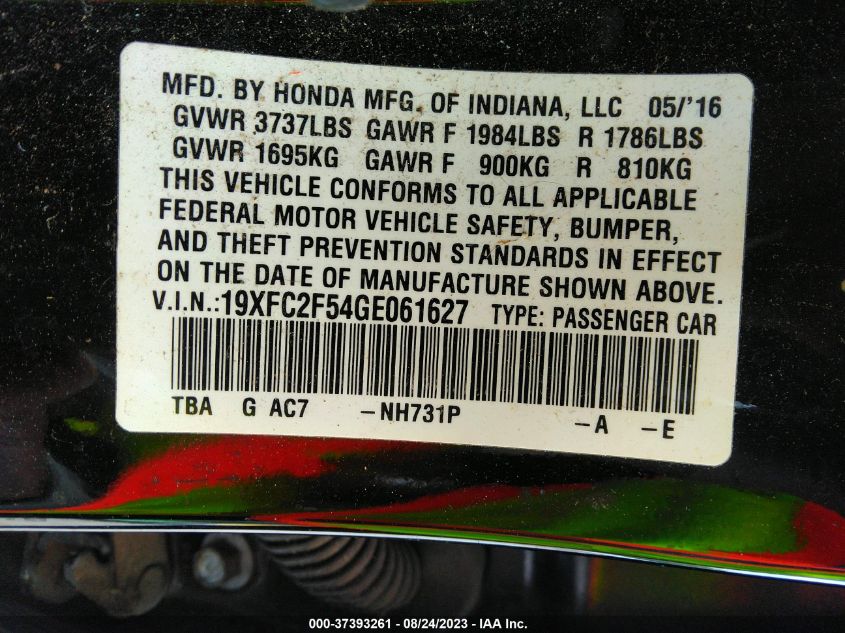 MFD. BY HONDA MFG. OF INDIANA, LLC 05/'16
GVWR 3737LBS GAWR F 1984LBS R 1786LBS
GVWR 1695KG GAWR F 900KG R 810KG
THIS VEHICLE CONFORMS TO ALL APPLICABLE
FEDERAL MOTOR VEHICLE SAFETY, BUMPER,
AND THEFT PREVENTION STANDARDS IN EFFECT
ON THE DATE OF MANUFACTURE SHOWN ABOVE.
V.I.N.:19XFC2F54GE061627 TYPE: PASSENGER CAR
TBA G AC7 -NH731P -A -E
000-37393261 - 08/24/2023 - IAA Inc.